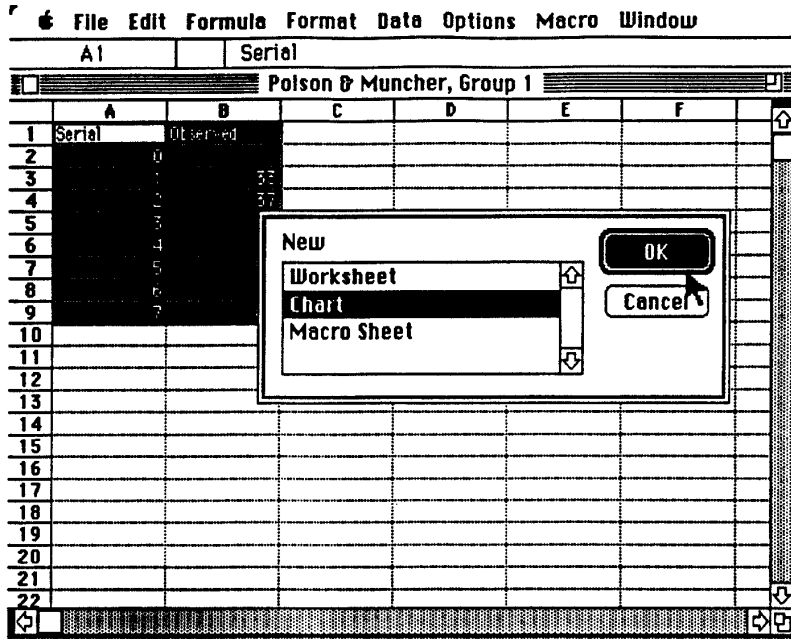 File Edit Formula Format Data Options Macro Window
A1 Serial
Polson & Muncher, Group 1
A B C D E F
1 Serial Observed
2 0
3 1 33
4 2 37
5 3
6 4
7 5
8 6
9 7
10
11
12
13
14
15
16
17
18
19
20
21
22
New
Worksheet
Chart
Macro Sheet
OK
Cancel